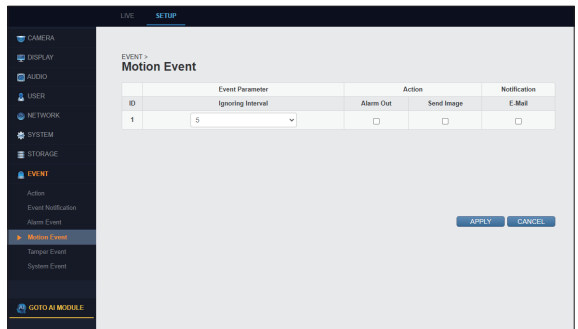 LIVE SETUP
CAMERA
DISPLAY
AUDIO
USER
NETWORK
SYSTEM
STORAGE
EVENT
Action
Event Notification
Alarm Event
Motion Event
Tamper Event
System Event
GOTO AI MODULE
EVENT >
Motion Event
Event Parameter Action Notification
ID Ignoring Interval Alarm Out Send Image E-Mail
1 5
APPLY CANCEL